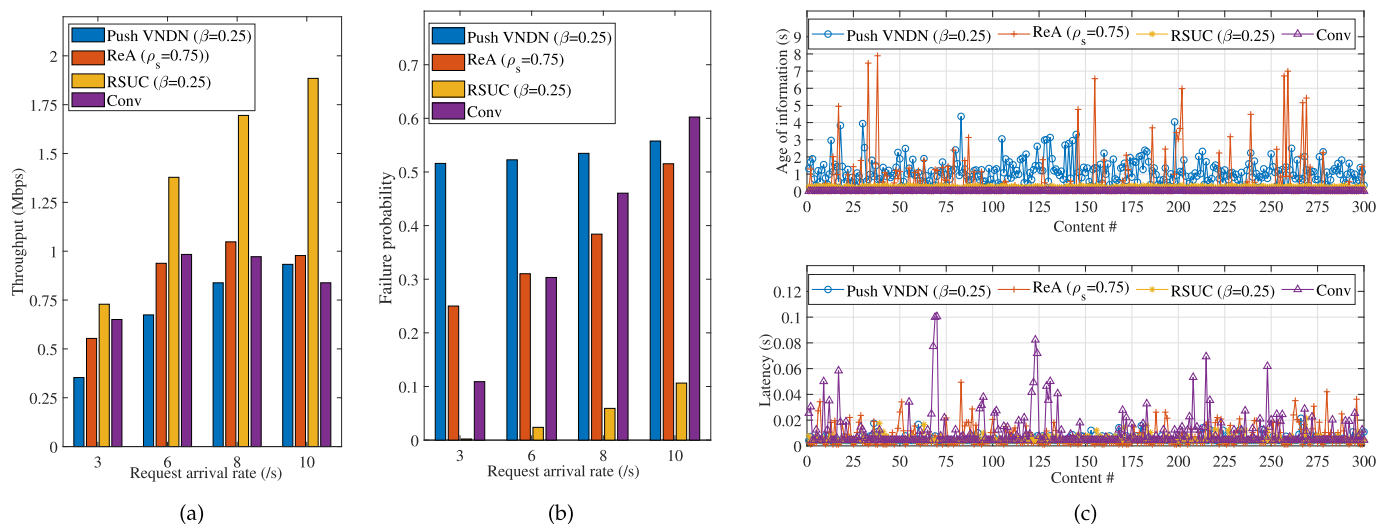 Push VNDN (β=0.25)
ReA (ρs=0.75))
RSUC (β=0.25)
Conv
2
1.75
1.5
1.25
1
0.75
0.5
0.25
0
Throughput (Mbps)
3 6 8 10
Request arrival rate (/s)
(a)
Push VNDN (β=0.25)
ReA (ρs=0.75)
RSUC (β=0.25)
Conv
0.7
0.6
0.5
0.4
0.3
0.2
0.1
0
Failure probability
3 6 8 10
Request arrival rate (/s)
(b)
Push VNDN (β=0.25) ReA (ρs=0.75) RSUC (β=0.25) Conv
9
8
7
6
5
4
3
2
1
0
Age of information (s)
0 25 50 75 100 125 150 175 200 225 250 275 300
Content #
Push VNDN (β=0.25) ReA (ρs=0.75) RSUC (β=0.25) Conv
0.12
0.1
0.08
0.06
0.04
0.02
0
Latency (s)
0 25 50 75 100 125 150 175 200 225 250 275 300
Content #
(c)